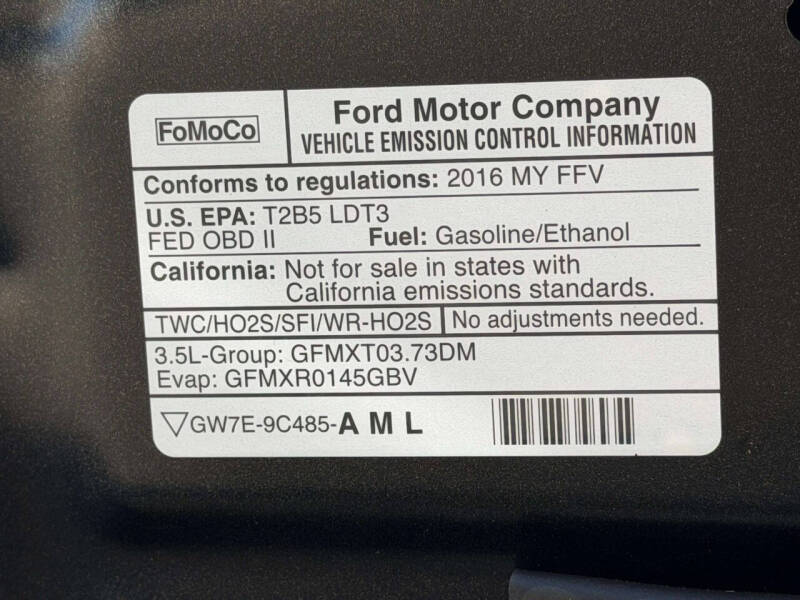 FoMoCo
Ford Motor Company
VEHICLE EMISSION CONTROL INFORMATION
Conforms to regulations: 2016 MY FFV
U.S. EPA: T2B5 LDT3
FED OBD II Fuel: Gasoline/Ethanol
California: Not for sale in states with
California emissions standards.
TWC/HO2S/SFI/WR-HO2S No adjustments needed.
3.5L-Group: GFMXT03.73DM
Evap: GFMXR0145GBV
▽GW7E-9C485-A M L